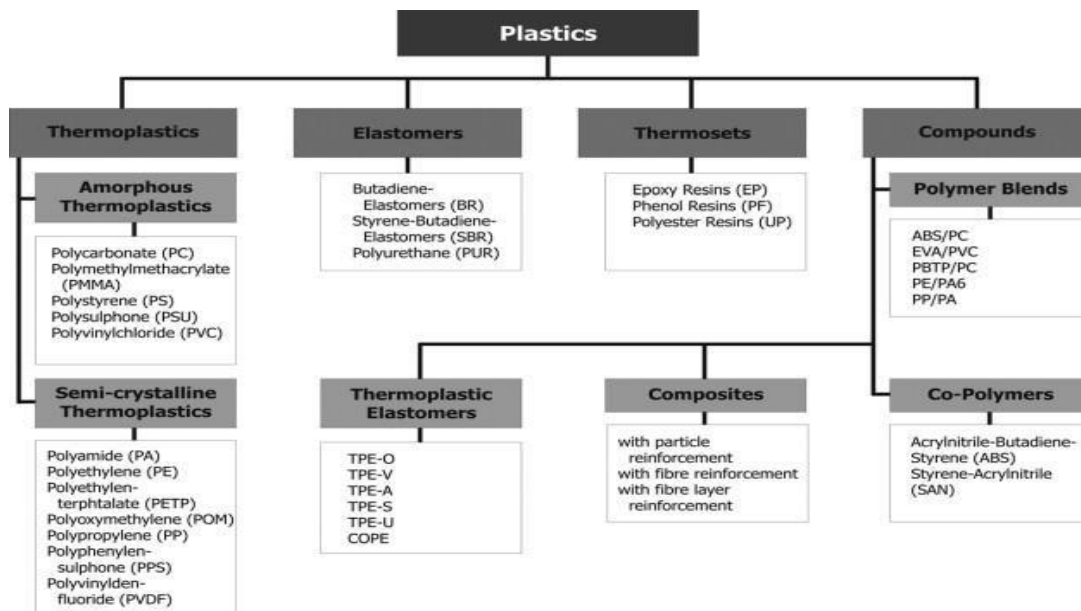 Plastics
Thermoplastics
Elastomers
Thermosets
Compounds
Amorphous
Thermoplastics
Polycarbonate (PC)
Polymethylmethacrylate
(PMMA)
Polystyrene (PS)
Polysulphone (PSU)
Polyvinylchloride (PVC)
Semi-crystalline
Thermoplastics
Polyamide (PA)
Polyethylene (PE)
Polyethylen-
terphtalate (PETP)
Polyoxymethylene (POM)
Polypropylene (PP)
Polyphenylen-
sulphone (PPS)
Polyvinylden-
fluoride (PVDF)
Butadiene-
Elastomers (BR)
Styrene-Butadiene-
Elastomers (SBR)
Polyurethane (PUR)
Epoxy Resins (EP)
Phenol Resins (PF)
Polyester Resins (UP)
Polymer Blends
ABS/PC
EVA/PVC
PBTP/PC
PE/PA6
PP/PA
Thermoplastic
Elastomers
TPE-O
TPE-V
TPE-A
TPE-S
TPE-U
COPE
Composites
with particle
reinforcement
with fibre reinforcement
with fibre layer
reinforcement
Co-Polymers
Acrylnitrile-Butadiene-
Styrene (ABS)
Styrene-Acrylnitrile
(SAN)